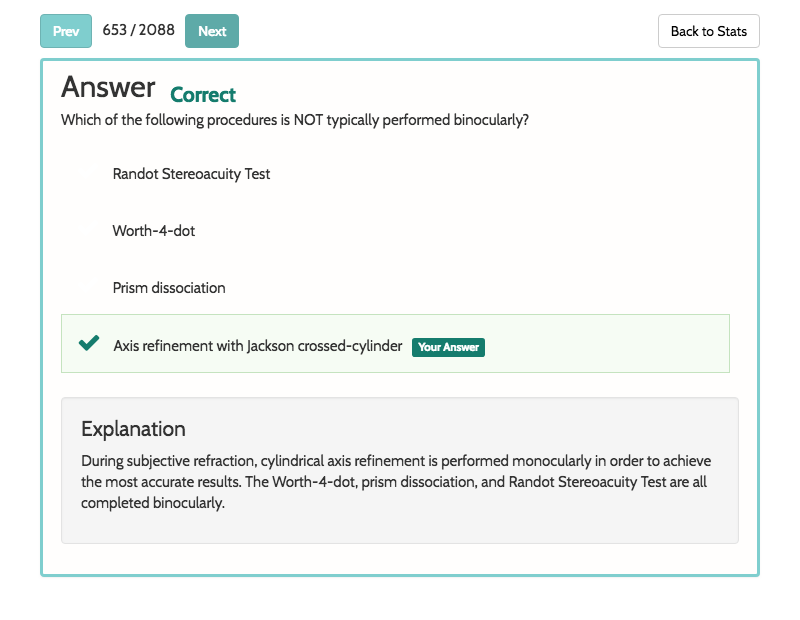 Prev 653 / 2088 Next Back to Stats
Answer Correct
Which of the following procedures is NOT typically performed binocularly?
Randot Stereoacuity Test
Worth-4-dot
Prism dissociation
Axis refinement with Jackson crossed-cylinder Your Answer
Explanation
During subjective refraction, cylindrical axis refinement is performed monocularly in order to achieve
the most accurate results. The Worth-4-dot, prism dissociation, and Randot Stereoacuity Test are all
completed binocularly.